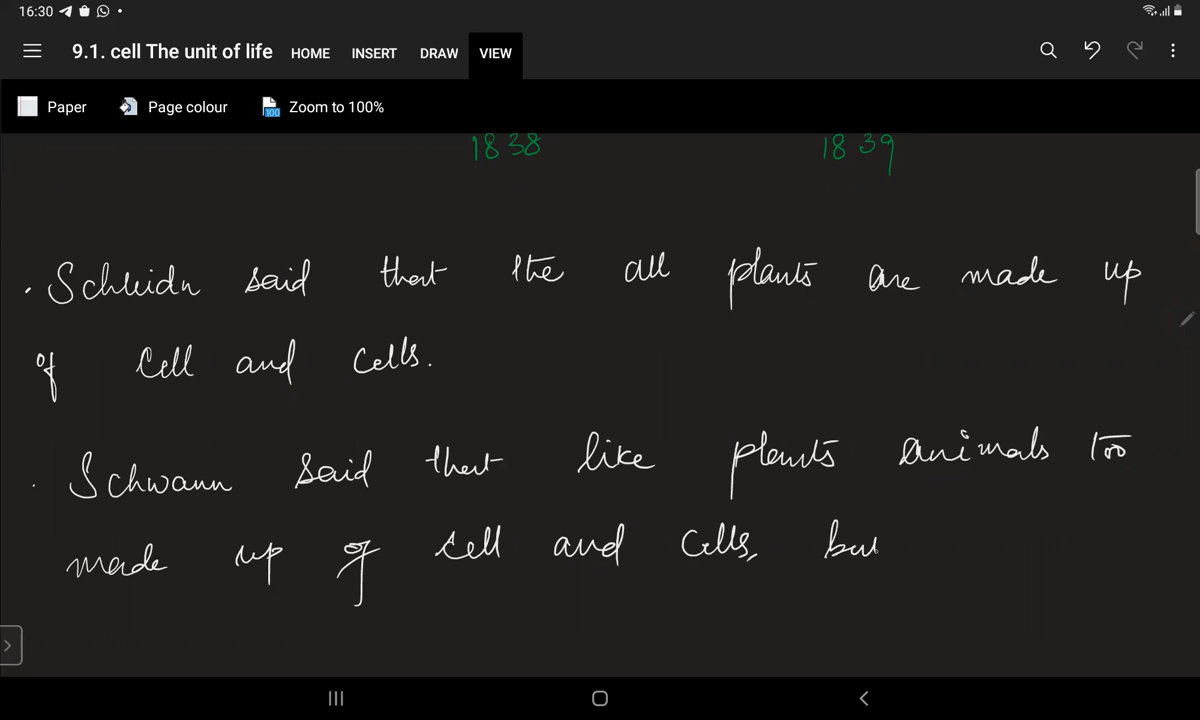 16:30
9.1. cell The unit of life HOME INSERT DRAW VIEW
Paper Page colour 100 Zoom to 100%
1838 1839
. Schleidn said that the all plants are made up
of cell and cells.
. Schwann said that like plants animals too
made up of cell and cells, but